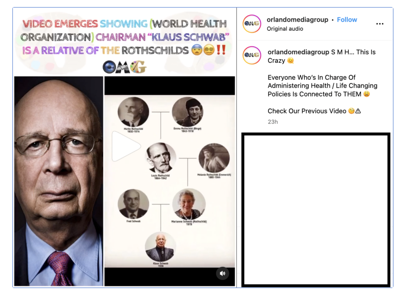 VIDEO EMERGES SHOWING (WORLD HEALTH
ORGANIZATION) CHAIRMAN "KLAUS SCHWAB"
IS A RELATIVE OF THE ROTHSCHILDS 😨😳‼️
OMG
orlandomediagroup • Follow
Original audio
orlandomediagroup S M H... This Is
Crazy 😔
Everyone Who's In Charge Of
Administering Health / Life Changing
Policies Is Connected To THEM 😡
Check Our Previous Video 🧐⚠
23h